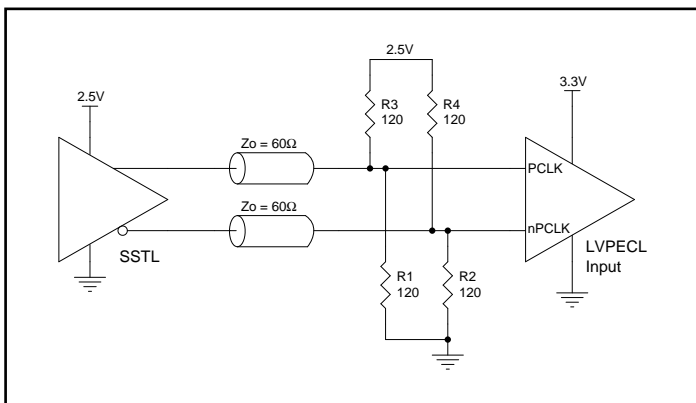 2.5V
3.3V
2.5V
R3
120
R4
120
Zo = 60Ω
PCLK
Zo = 60Ω
nPCLK
SSTL
LVPECL
Input
R1
120
R2
120